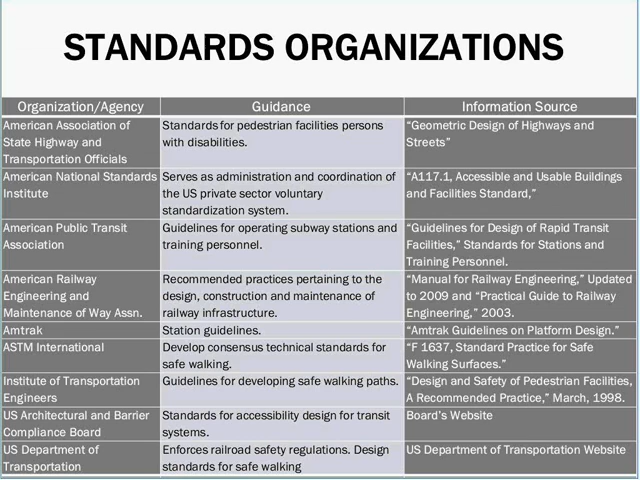 STANDARDS ORGANIZATIONS
Organization/Agency Guidance Information Source
American Association of
State Highway and
Transportation Officials
Standards for pedestrian facilities persons
with disabilities.
“Geometric Design of Highways and
Streets”
American National Standards
Institute
Serves as administration and coordination of
the US private sector voluntary
standardization system.
“A117.1, Accessible and Usable Buildings
and Facilities Standard,”
American Public Transit
Association
Guidelines for operating subway stations and
training personnel.
“Guidelines for Design of Rapid Transit
Facilities,” Standards for Stations and
Training Personnel.
American Railway
Engineering and
Maintenance of Way Assn.
Recommended practices pertaining to the
design, construction and maintenance of
railway infrastructure.
“Manual for Railway Engineering,” Updated
to 2009 and “Practical Guide to Railway
Engineering,” 2003.
Amtrak
Station guidelines.
“Amtrak Guidelines on Platform Design.”
ASTM International
Develop consensus technical standards for
safe walking.
“F 1637, Standard Practice for Safe
Walking Surfaces.”
Institute of Transportation
Engineers
Guidelines for developing safe walking paths.
“Design and Safety of Pedestrian Facilities,
A Recommended Practice,” March, 1998.
US Architectural and Barrier
Compliance Board
Standards for accessibility design for transit
systems.
Board’s Website
US Department of
Transportation
Enforces railroad safety regulations. Design
standards for safe walking
US Department of Transportation Website